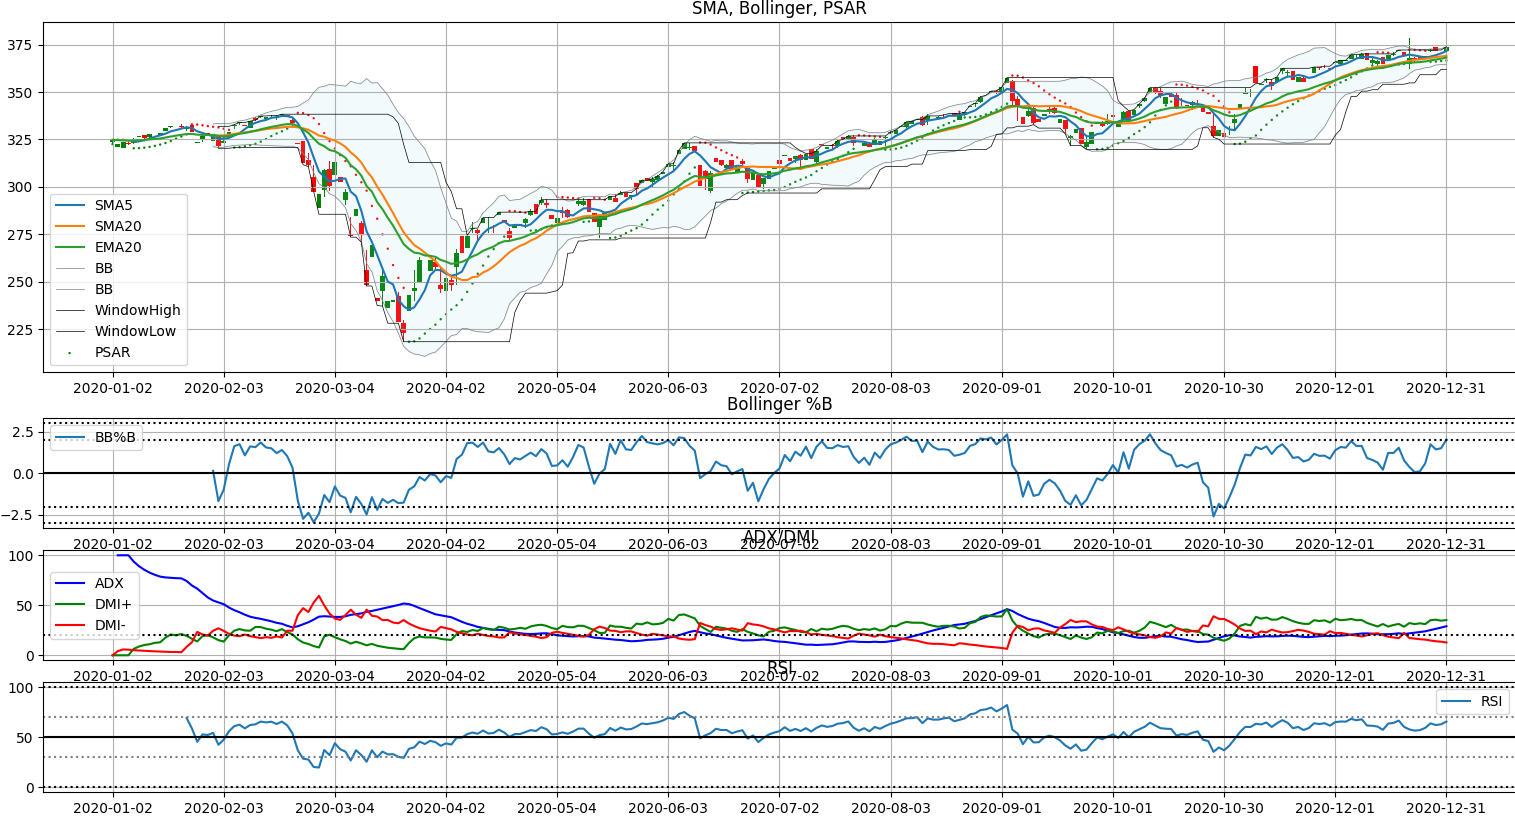 SMA, Bollinger, PSAR
375
350
325
300
275
250
225
SMA5
SMA20
EMA20
BB
BB
WindowHigh
WindowLow
PSAR
2020-01-02 2020-02-03 2020-03-04 2020-04-02 2020-05-04 2020-06-03 2020-07-02 2020-08-03 2020-09-01 2020-10-01 2020-10-30 2020-12-01 2020-12-31
Bollinger %B
2.5
0.0
−2.5
BB%B
2020-01-02 2020-02-03 2020-03-04 2020-04-02 2020-05-04 2020-06-03 2020-07-02 2020-08-03 2020-09-01 2020-10-01 2020-10-30 2020-12-01 2020-12-31
ADX/DMI
100
50
0
ADX
DMI+
DMI-
2020-01-02 2020-02-03 2020-03-04 2020-04-02 2020-05-04 2020-06-03 2020-07-02 2020-08-03 2020-09-01 2020-10-01 2020-10-30 2020-12-01 2020-12-31
RSI
100
50
0
RSI
2020-01-02 2020-02-03 2020-03-04 2020-04-02 2020-05-04 2020-06-03 2020-07-02 2020-08-03 2020-09-01 2020-10-01 2020-10-30 2020-12-01 2020-12-31